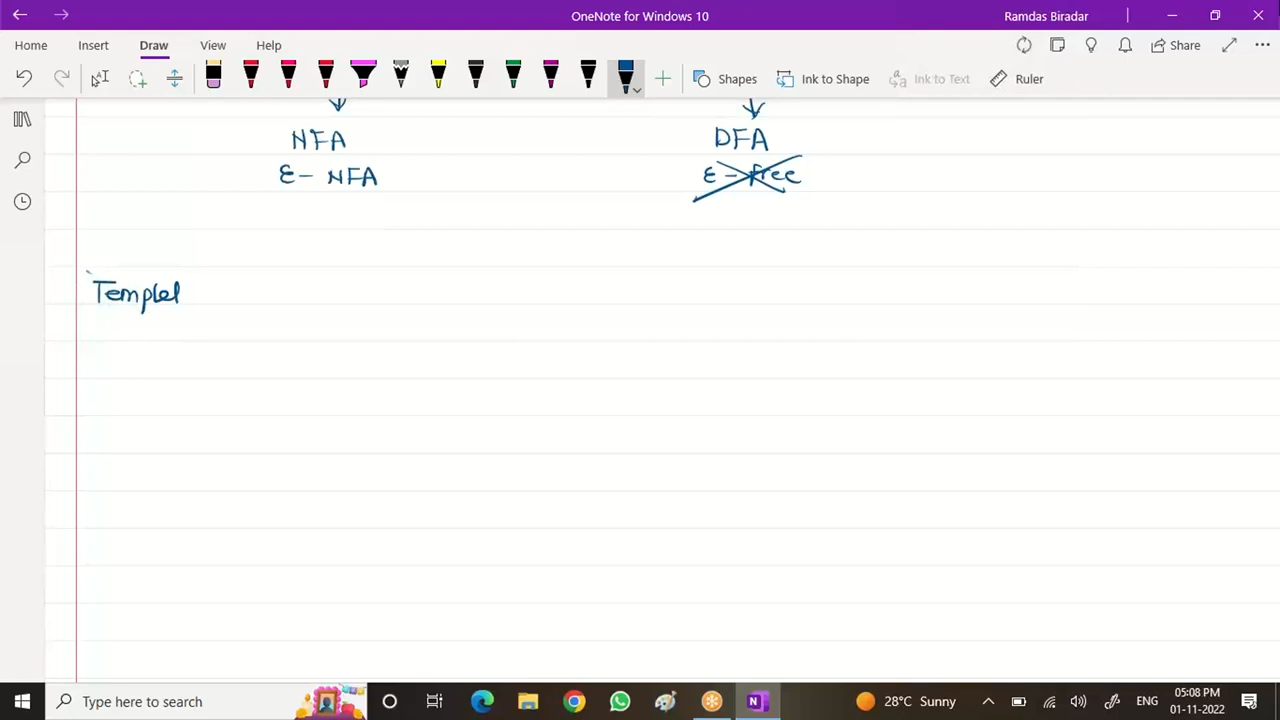 OneNote for Windows 10
Ramdas Biradar
Home Insert Draw View Help
Share
Shapes Ink to Shape Ink to Text Ruler
NFA DFA
ε - NFA ε - free
Templel
Type here to search
28°C Sunny
ENG
05:08 PM
01-11-2022